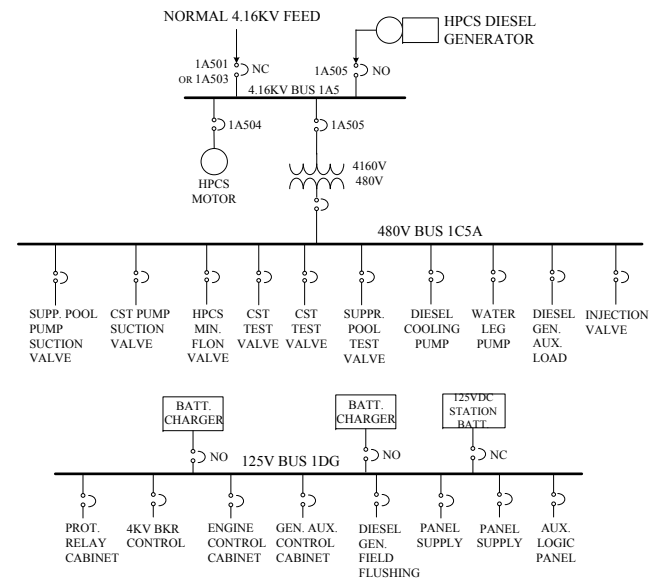 NORMAL 4.16KV FEED
HPCS DIESEL
GENERATOR
1A501
OR 1A503
NC
1A505
NO
4.16KV BUS 1A5
1A504
1A505
HPCS
MOTOR
4160V
480V
480V BUS 1C5A
SUPP. POOL
PUMP
SUCTION
VALVE
CST PUMP
SUCTION
VALVE
HPCS
MIN.
FLON
VALVE
CST
TEST
VALVE
CST
TEST
VALVE
SUPPR.
POOL
TEST
VALVE
DIESEL
COOLING
PUMP
WATER
LEG
PUMP
DIESEL
GEN.
AUX.
LOAD
INJECTION
VALVE
BATT.
CHARGER
BATT.
CHARGER
125VDC
STATION
BATT.
NO
NO
NC
125V BUS 1DG
PROT.
RELAY
CABINET
4KV BKR
CONTROL
ENGINE
CONTROL
CABINET
GEN. AUX.
CONTROL
CABINET
DIESEL
GEN.
FIELD
FLUSHING
PANEL
SUPPLY
PANEL
SUPPLY
AUX.
LOGIC
PANEL